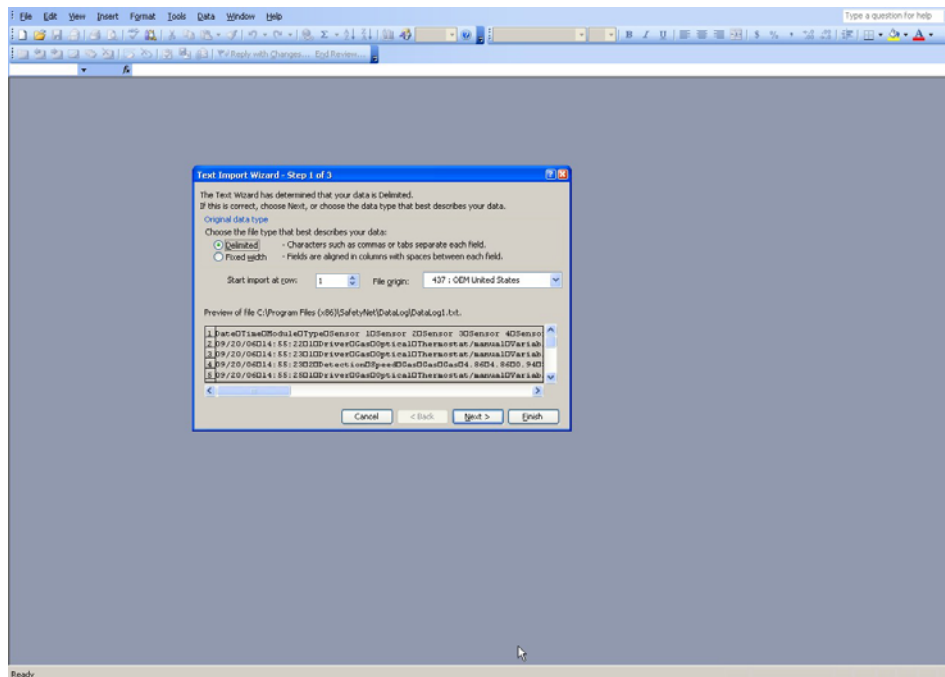 File Edit View Insert Format Tools Data Window Help
Type a question for help
Reply with Changes... End Review...
Text Import Wizard - Step 1 of 3
The Text Wizard has determined that your data is Delimited.
If this is correct, choose Next, or choose the data type that best describes your data.
Original data type
Choose the file type that best describes your data:
Delimited - Characters such as commas or tabs separate each field.
Fixed width - Fields are aligned in columns with spaces between each field.
Start import at row: 1 File origin: 437 : OEM United States
Preview of file C:\Program Files (x86)\SafetyNet\DataLog\DataLog1.txt.
1 Date□Time□Module□Type□Sensor 1□Sensor 2□Sensor 3□Sensor 4□Senso
2 09/20/06□14:55:22□1□Driver□Gas□Optical□Thermostat/manual□Variab
3 09/20/06□14:55:23□1□Driver□Gas□Optical□Thermostat/manual□Variab
4 09/20/06□14:55:23□2□Detection□Speed□Gas□Gas□Gas□4.86□4.86□0.94□
5 09/20/06□14:55:25□1□Driver□Gas□Optical□Thermostat/manual□Variab
Cancel < Back Next > Finish
Ready